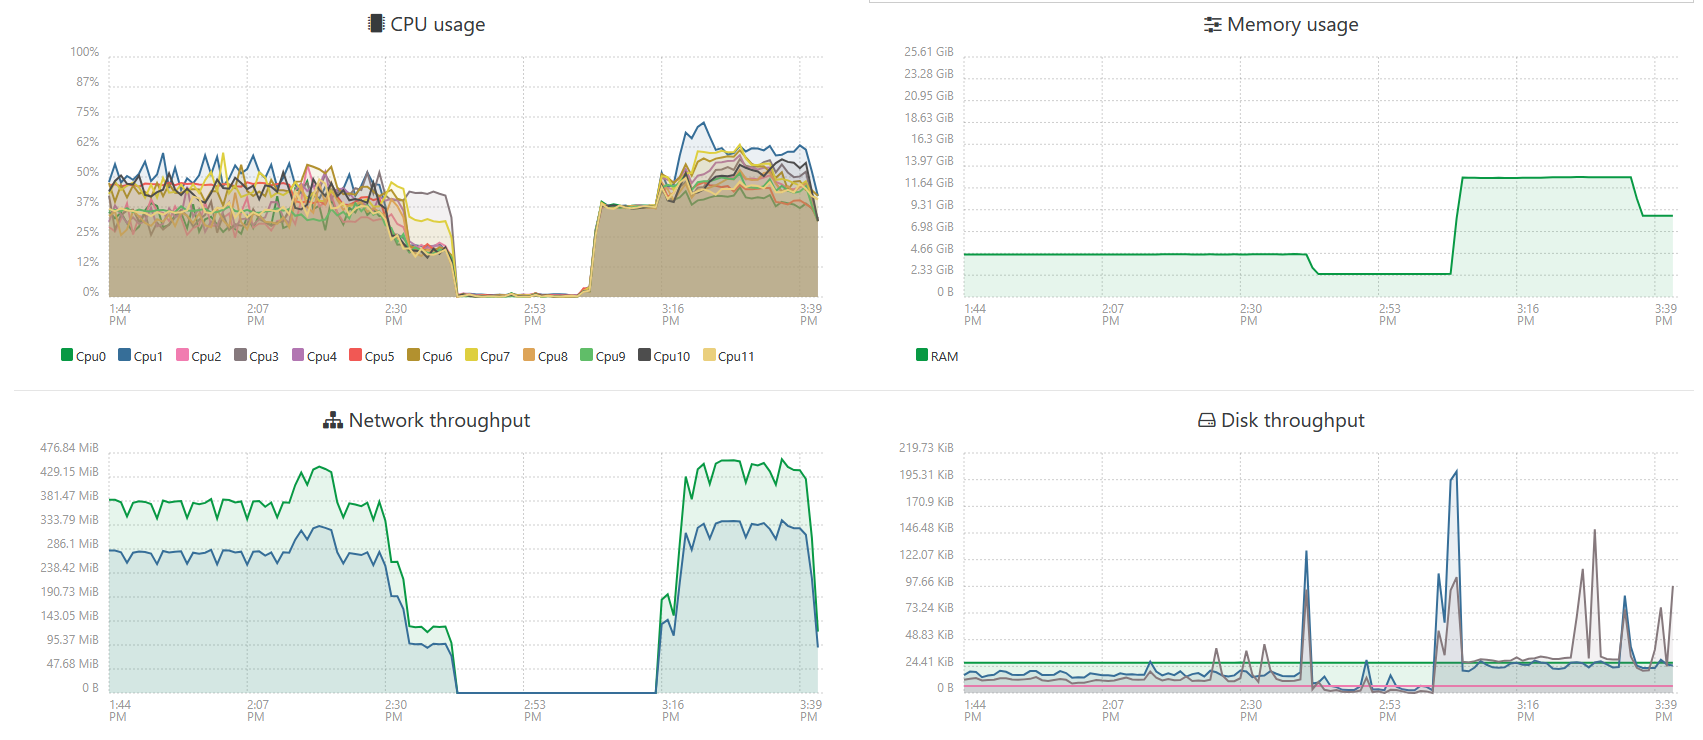 CPU usage
100%
87%
75%
62%
50%
37%
25%
12%
0%
1:44 PM
2:07 PM
2:30 PM
2:53 PM
3:16 PM
3:39 PM
Cpu0 Cpu1 Cpu2 Cpu3 Cpu4 Cpu5 Cpu6 Cpu7 Cpu8 Cpu9 Cpu10 Cpu11
Memory usage
25.61 GiB
23.28 GiB
20.95 GiB
18.63 GiB
16.3 GiB
13.97 GiB
11.64 GiB
9.31 GiB
6.98 GiB
4.66 GiB
2.33 GiB
0 B
1:44 PM
2:07 PM
2:30 PM
2:53 PM
3:16 PM
3:39 PM
RAM
Network throughput
476.84 MiB
429.15 MiB
381.47 MiB
333.79 MiB
286.1 MiB
238.42 MiB
190.73 MiB
143.05 MiB
95.37 MiB
47.68 MiB
0 B
1:44 PM
2:07 PM
2:30 PM
2:53 PM
3:16 PM
3:39 PM
Disk throughput
219.73 KiB
195.31 KiB
170.9 KiB
146.48 KiB
122.07 KiB
97.66 KiB
73.24 KiB
48.83 KiB
24.41 KiB
0 B
1:44 PM
2:07 PM
2:30 PM
2:53 PM
3:16 PM
3:39 PM